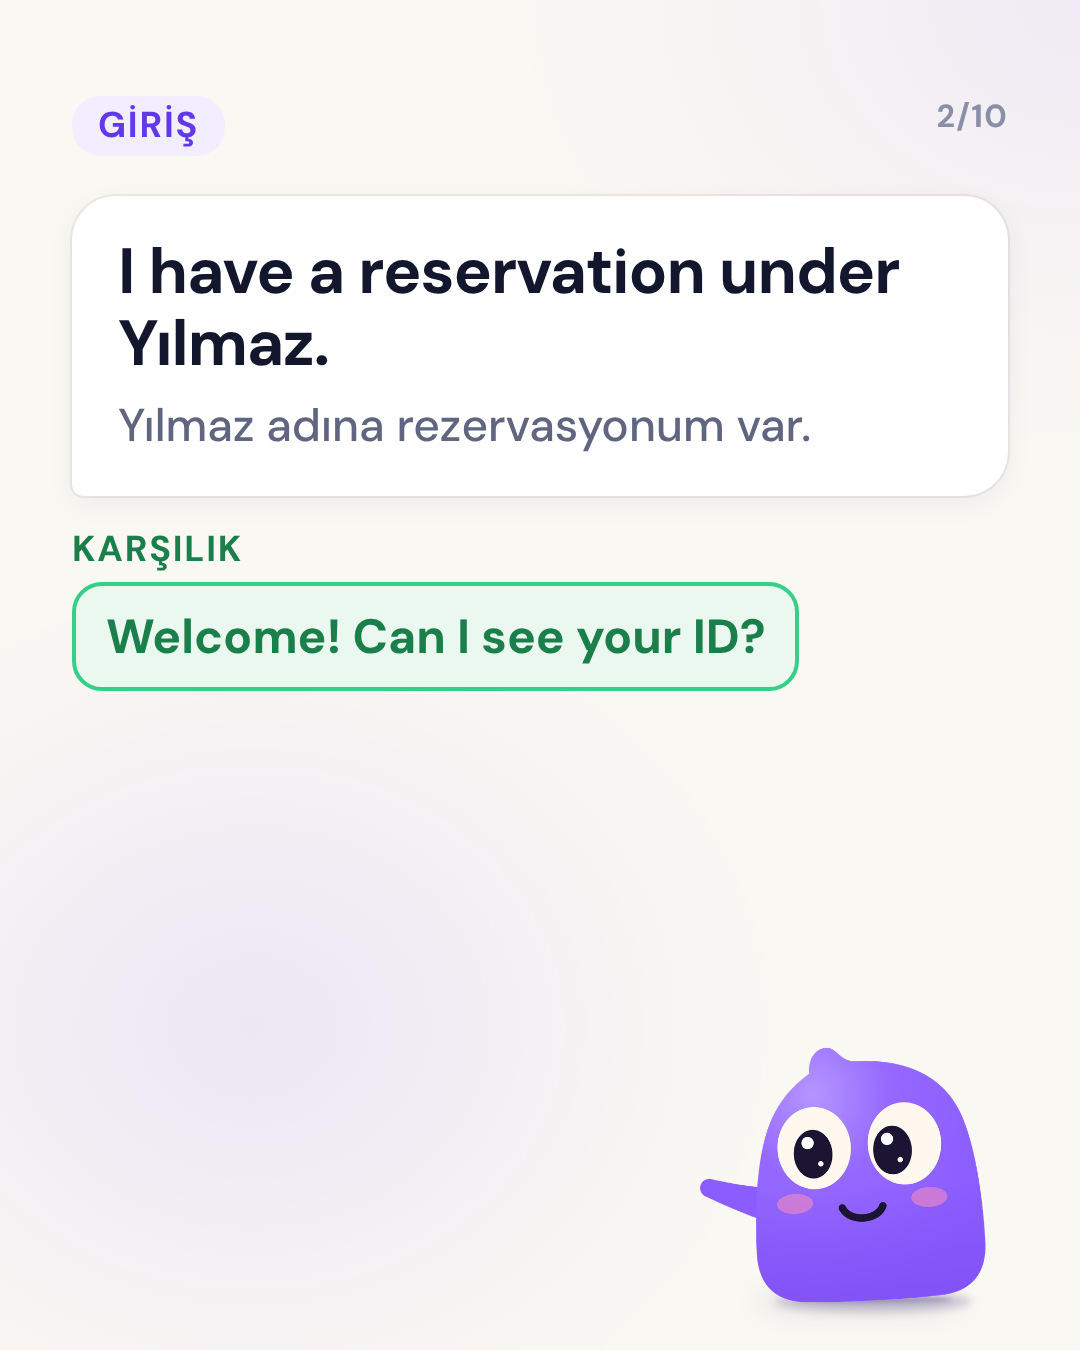 GİRİŞ
2/10
I have a reservation under
Yılmaz.
Yılmaz adına rezervasyonum var.
KARŞILIK
Welcome! Can I see your ID?